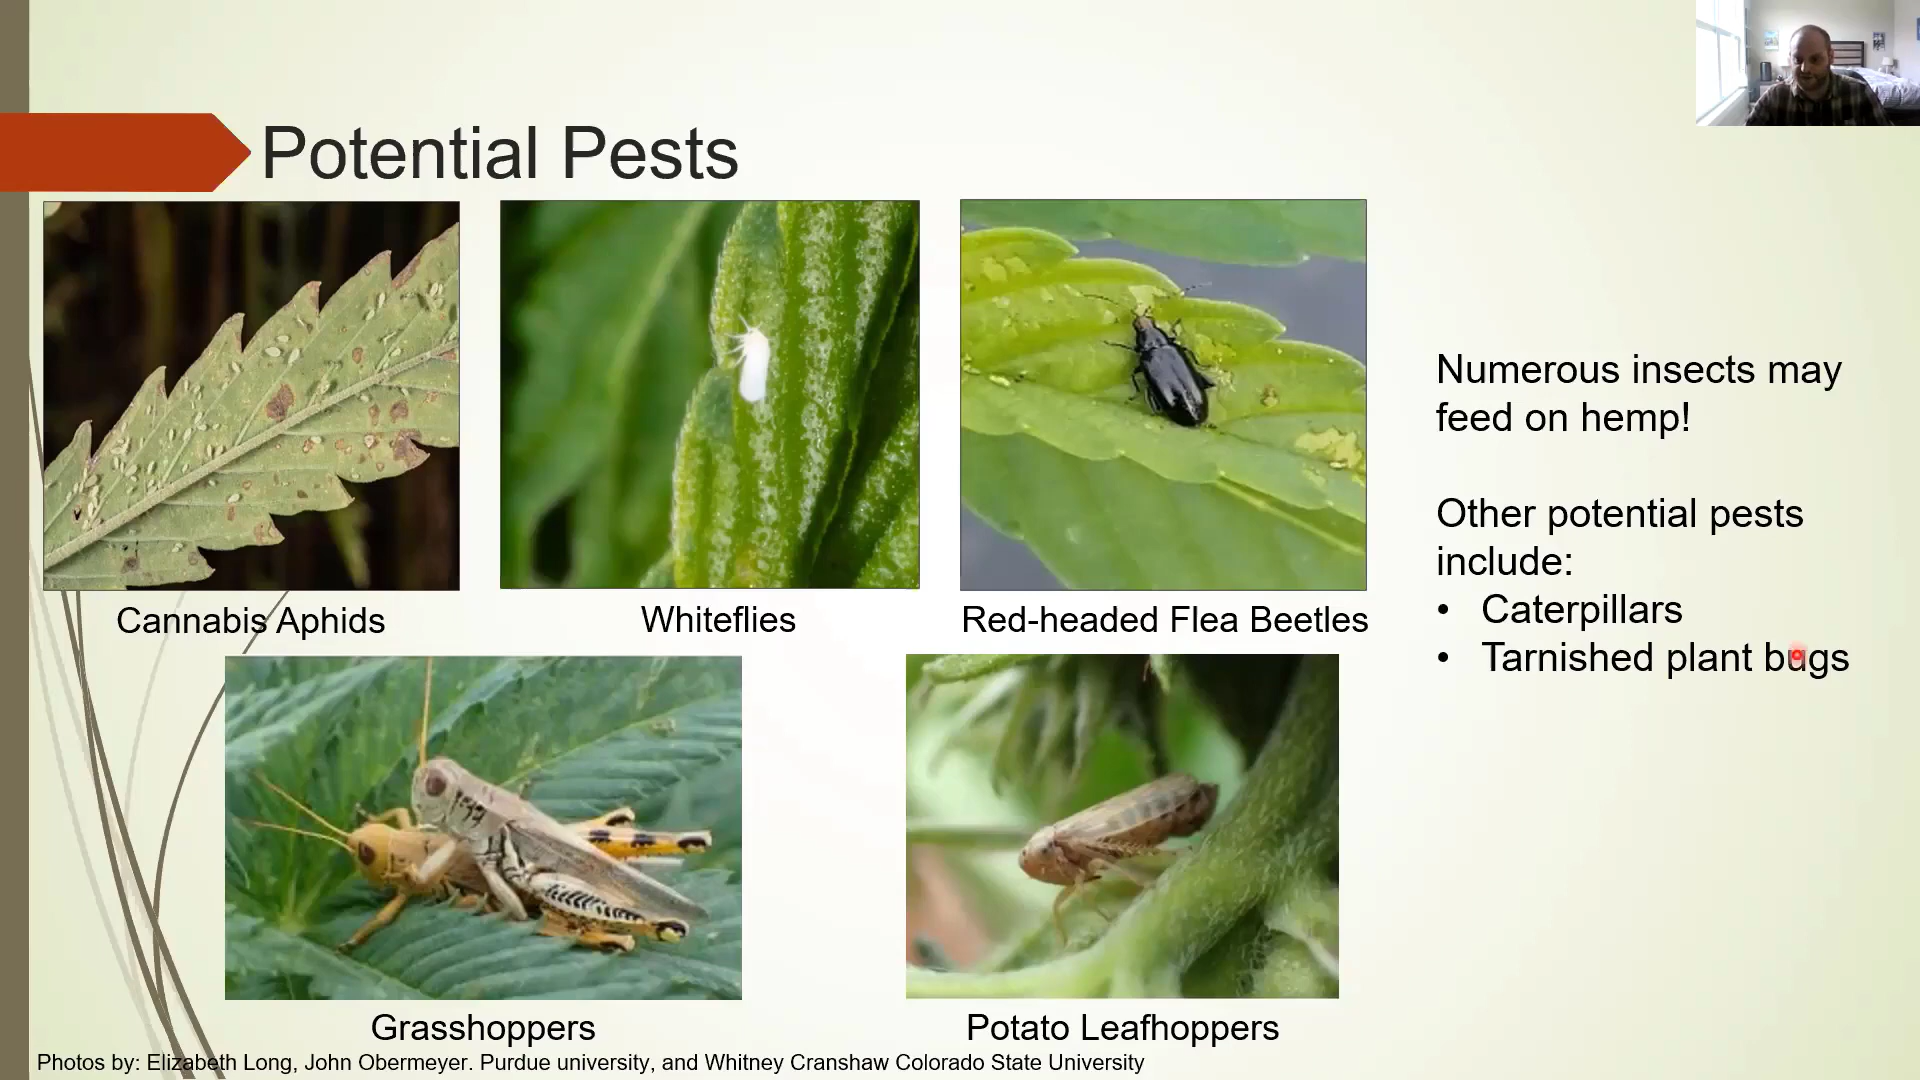 Potential Pests
Cannabis Aphids
Whiteflies
Red-headed Flea Beetles
Grasshoppers
Potato Leafhoppers
Numerous insects may
feed on hemp!
Other potential pests
include:
• Caterpillars
• Tarnished plant bugs
Photos by: Elizabeth Long, John Obermeyer. Purdue university, and Whitney Cranshaw Colorado State University